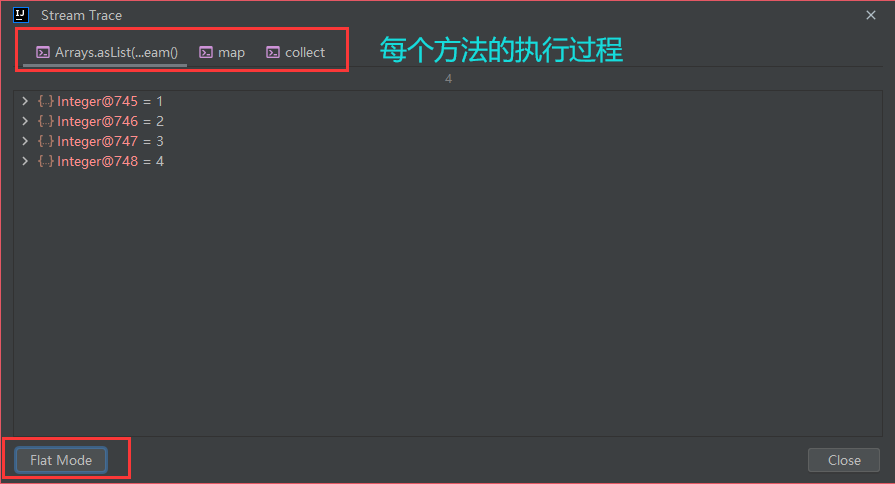 Stream Trace
Arrays.asList(...eam() map collect 每个方法的执行过程
4
{..} Integer@745 = 1
{..} Integer@746 = 2
{..} Integer@747 = 3
{..} Integer@748 = 4
Flat Mode Close